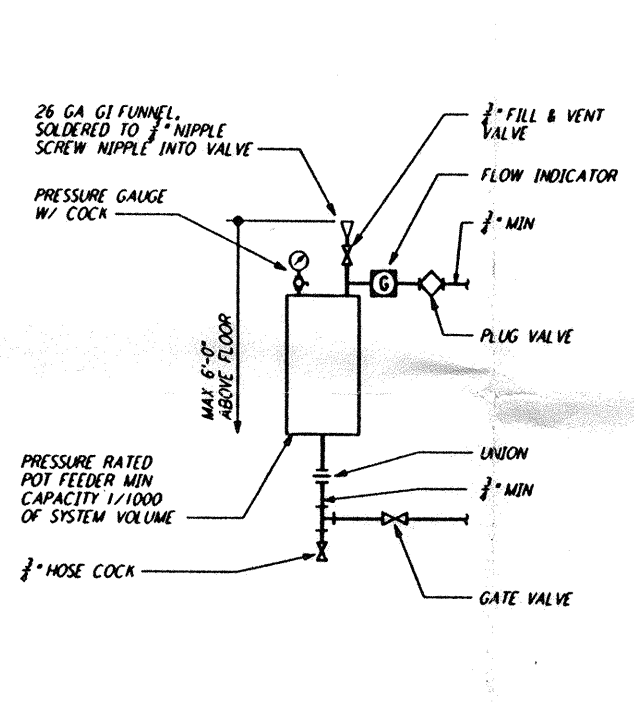 26 GA GI FUNNEL,
SOLDERED TO 3/4" NIPPLE
SCREW NIPPLE INTO VALVE
PRESSURE GAUGE
W/ COCK
3/4" FILL & VENT
VALVE
FLOW INDICATOR
3/4" MIN
G
PLUG VALVE
MAX 6'-0"
ABOVE FLOOR
PRESSURE RATED
POT FEEDER MIN
CAPACITY 1/1000
OF SYSTEM VOLUME
UNION
3/4" MIN
3/4" HOSE COCK
GATE VALVE